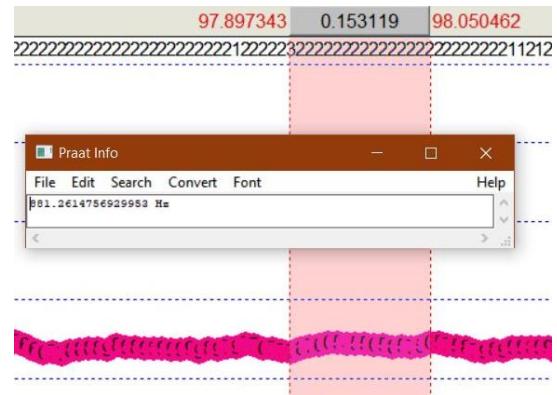 97.897343 0.153119 98.050462
Praat Info
File Edit Search Convert Font Help
881.2614756929953 Hz